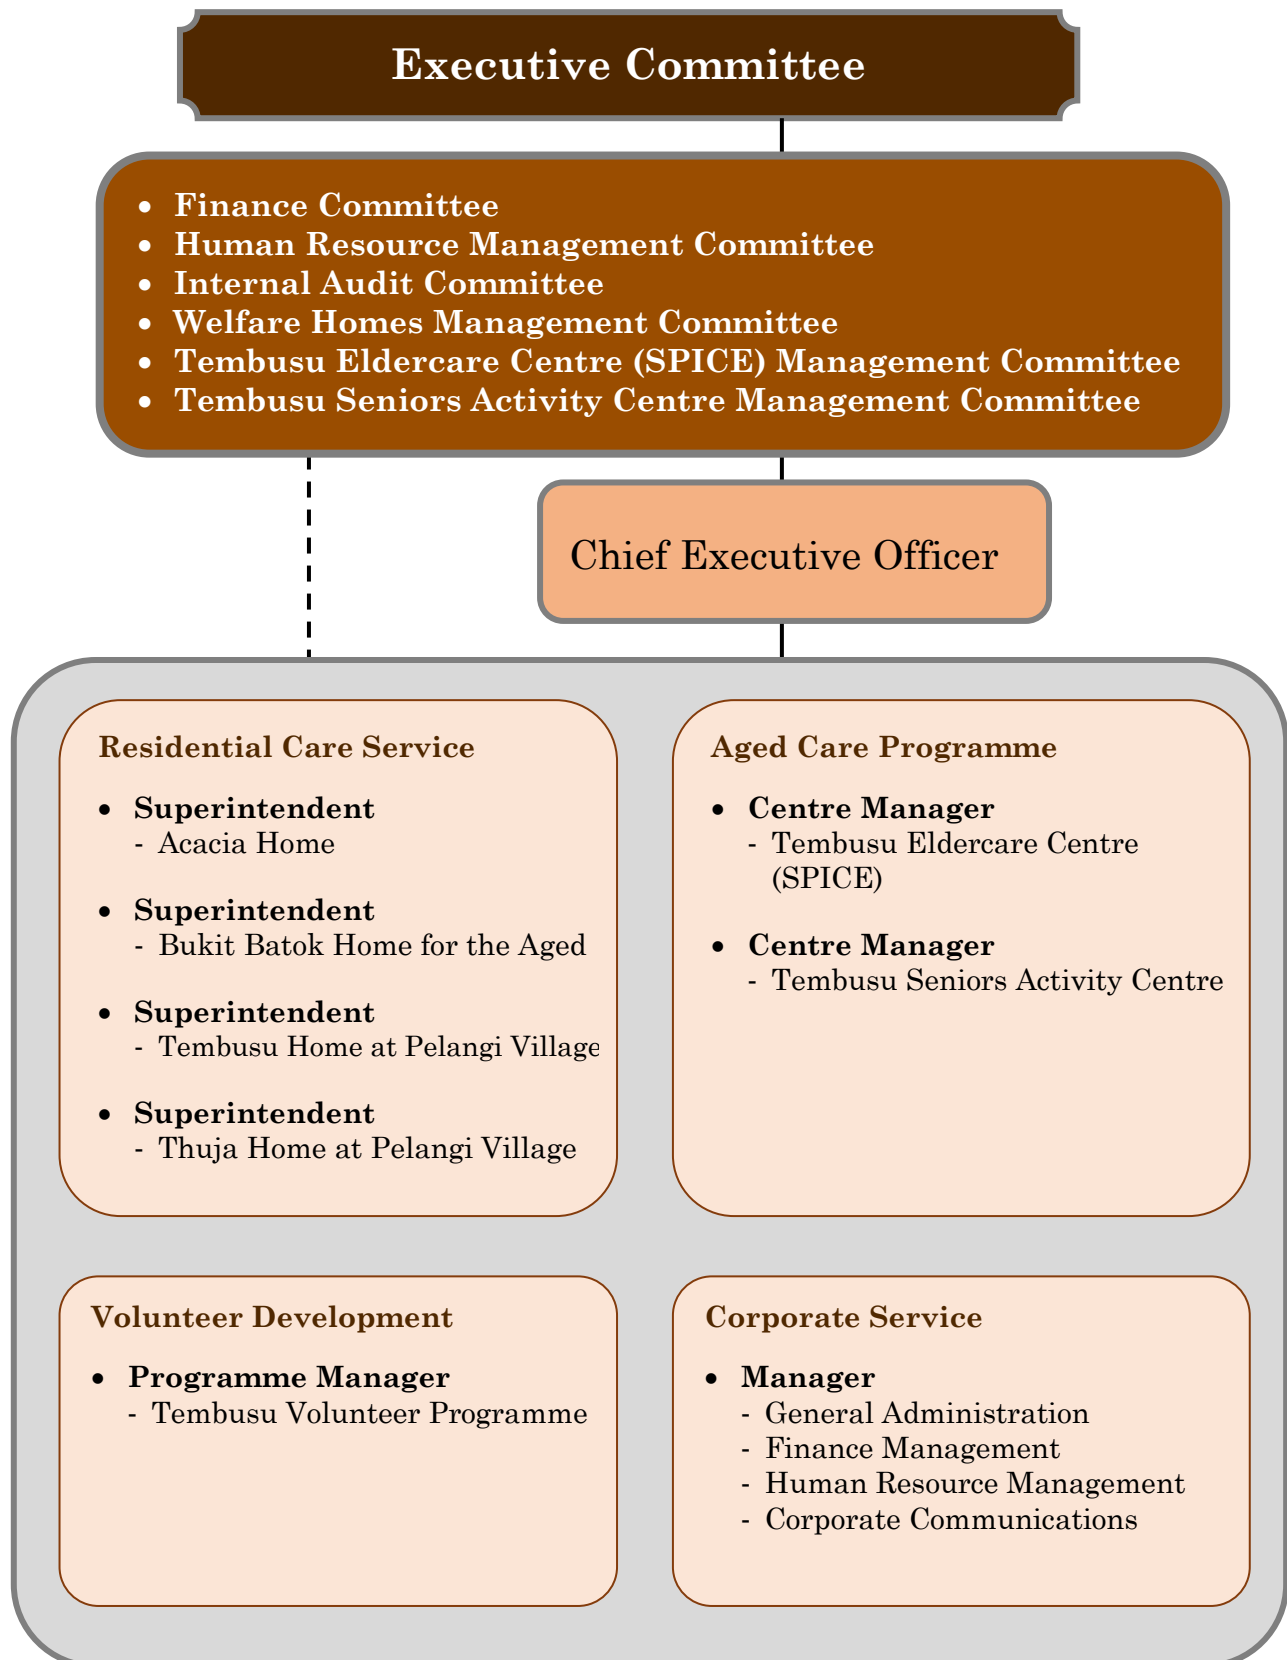 Executive Committee
• Finance Committee
• Human Resource Management Committee
• Internal Audit Committee
• Welfare Homes Management Committee
• Tembusu Eldercare Centre (SPICE) Management Committee
• Tembusu Seniors Activity Centre Management Committee
Chief Executive Officer
Residential Care Service
• Superintendent
- Acacia Home
• Superintendent
- Bukit Batok Home for the Aged
• Superintendent
- Tembusu Home at Pelangi Village
• Superintendent
- Thuja Home at Pelangi Village
Aged Care Programme
• Centre Manager
- Tembusu Eldercare Centre
(SPICE)
• Centre Manager
- Tembusu Seniors Activity Centre
Volunteer Development
• Programme Manager
- Tembusu Volunteer Programme
Corporate Service
• Manager
- General Administration
- Finance Management
- Human Resource Management
- Corporate Communications